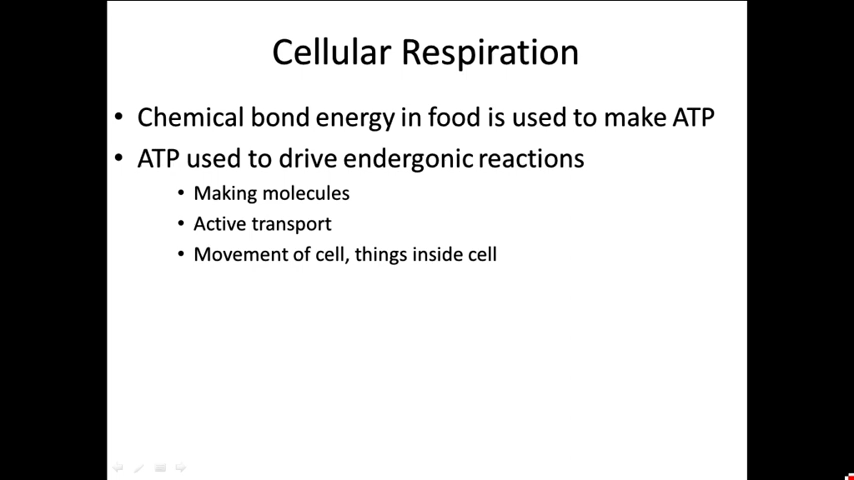 Cellular Respiration
• Chemical bond energy in food is used to make ATP
• ATP used to drive endergonic reactions
• Making molecules
• Active transport
• Movement of cell, things inside cell